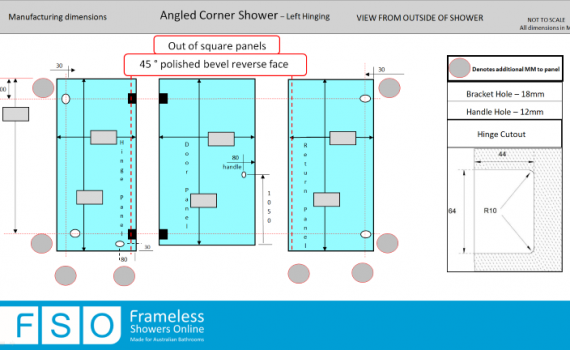 Manufacturing dimensions
Angled Corner Shower – Left Hinging
VIEW FROM OUTSIDE OF SHOWER
NOT TO SCALE
All dimensions in M
Out of square panels
45 ° polished bevel reverse face
30
30
00
Hinge panel
Door Panel
Return Panel
80
handle
1050
30
80
Denotes additional MM to panel
Bracket Hole – 18mm
Handle Hole – 12mm
Hinge Cutout
44
64
R10
FSO
Frameless
Showers Online
Made for Australian Bathrooms